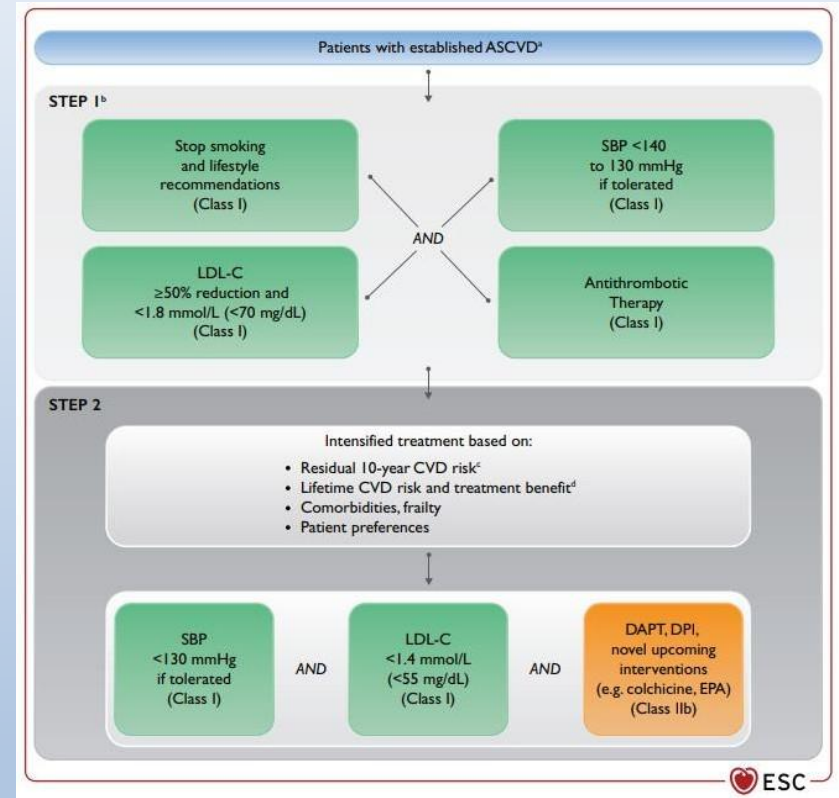 Patients with established ASCVDᵃ
STEP 1ᵇ
Stop smoking
and lifestyle
recommendations
(Class I)
SBP <140
to 130 mmHg
if tolerated
(Class I)
AND
LDL-C
≥50% reduction and
<1.8 mmol/L (<70 mg/dL)
(Class I)
Antithrombotic
Therapy
(Class I)
STEP 2
Intensified treatment based on:
• Residual 10-year CVD riskᶜ
• Lifetime CVD risk and treatment benefitᵈ
• Comorbidities, frailty
• Patient preferences
SBP
<130 mmHg
if tolerated
(Class I)
AND
LDL-C
<1.4 mmol/L
(<55 mg/dL)
(Class I)
AND
DAPT, DPI,
novel upcoming
interventions
(e.g. colchicine, EPA)
(Class IIb)
ESC